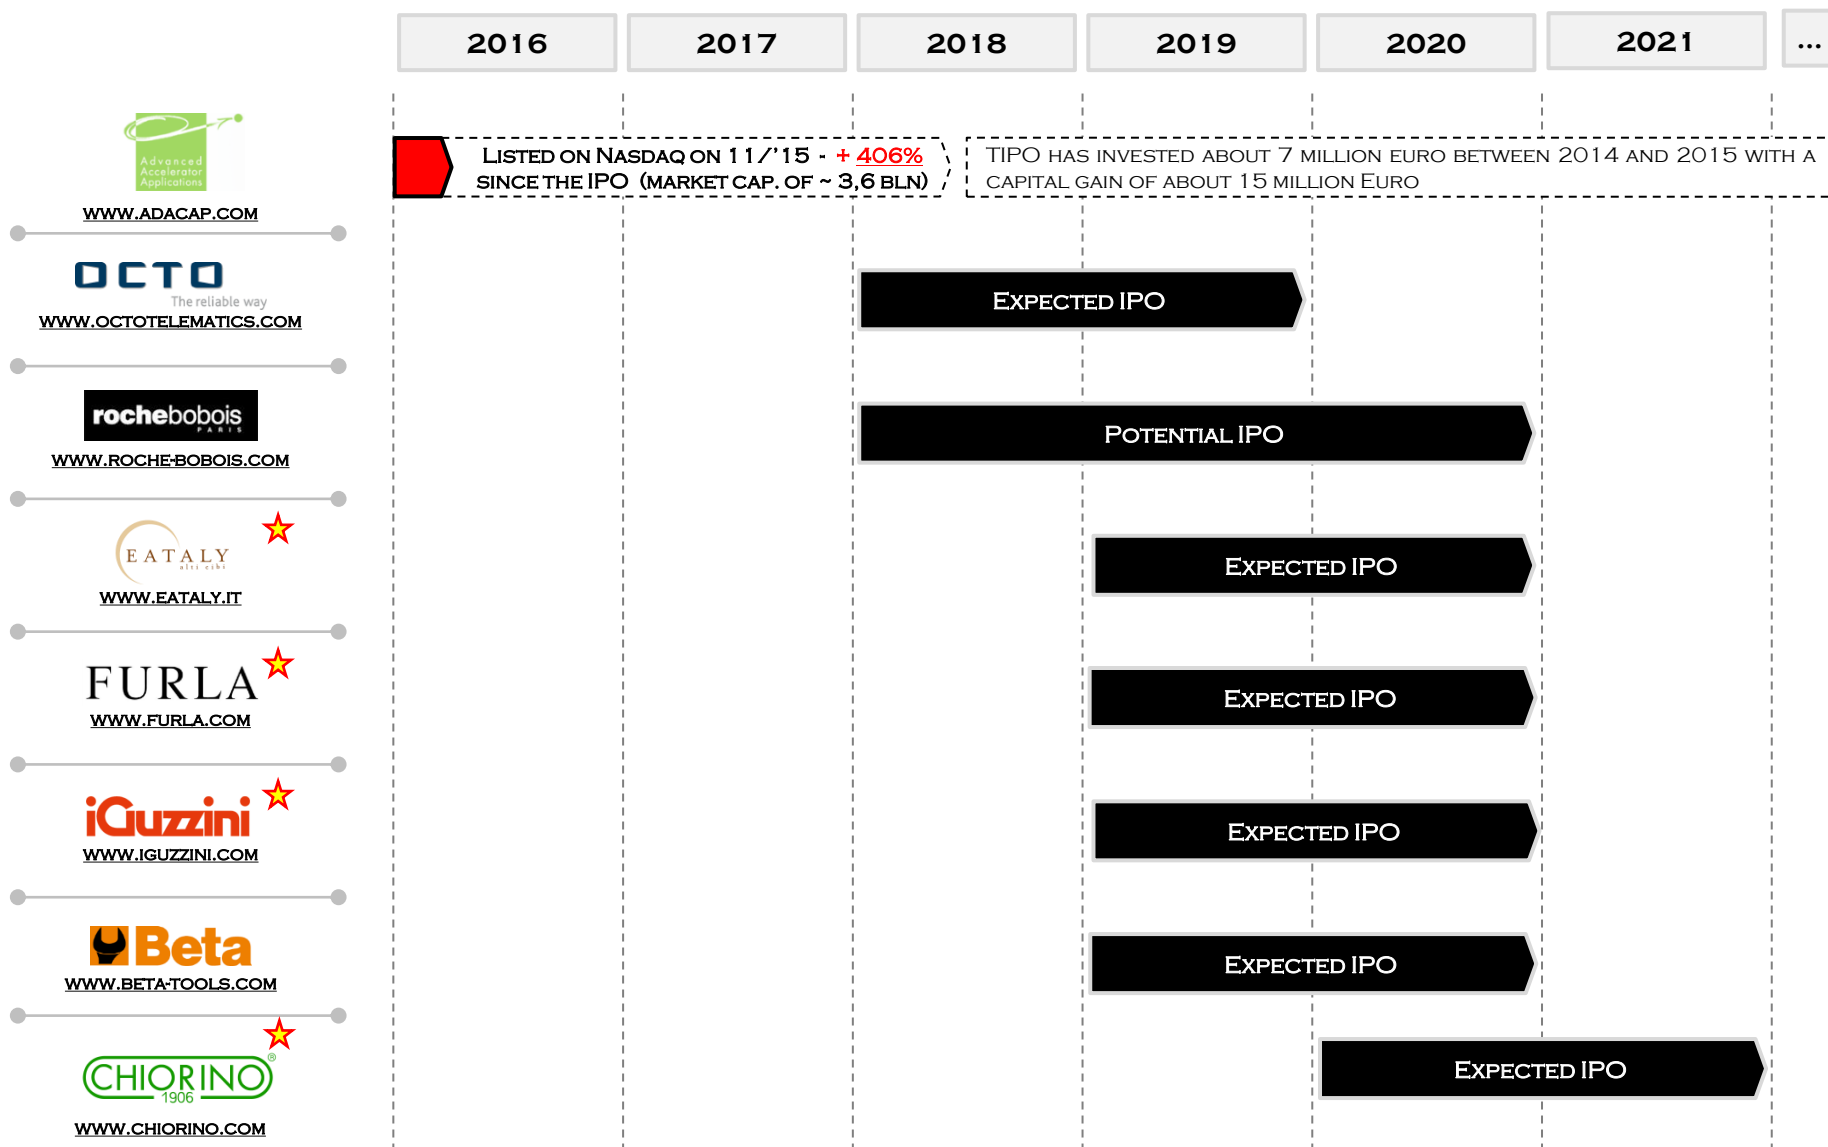 2016 2017 2018 2019 2020 2021 ...
Advanced
Accelerator
Applications
WWW.ADACAP.COM
LISTED ON NASDAQ ON 11/'15 - + 406%
SINCE THE IPO (MARKET CAP. OF ~ 3,6 BLN)
TIPO HAS INVESTED ABOUT 7 MILLION EURO BETWEEN 2014 AND 2015 WITH A
CAPITAL GAIN OF ABOUT 15 MILLION EURO
OCTO
The reliable way
WWW.OCTOTELEMATICS.COM
EXPECTED IPO
rochebobois
PARIS
WWW.ROCHE-BOBOIS.COM
POTENTIAL IPO
EATALY
alti cibi
WWW.EATALY.IT
EXPECTED IPO
FURLA
WWW.FURLA.COM
EXPECTED IPO
iGuzzini
WWW.IGUZZINI.COM
EXPECTED IPO
Beta
WWW.BETA-TOOLS.COM
EXPECTED IPO
CHIORINO®
1906
WWW.CHIORINO.COM
EXPECTED IPO